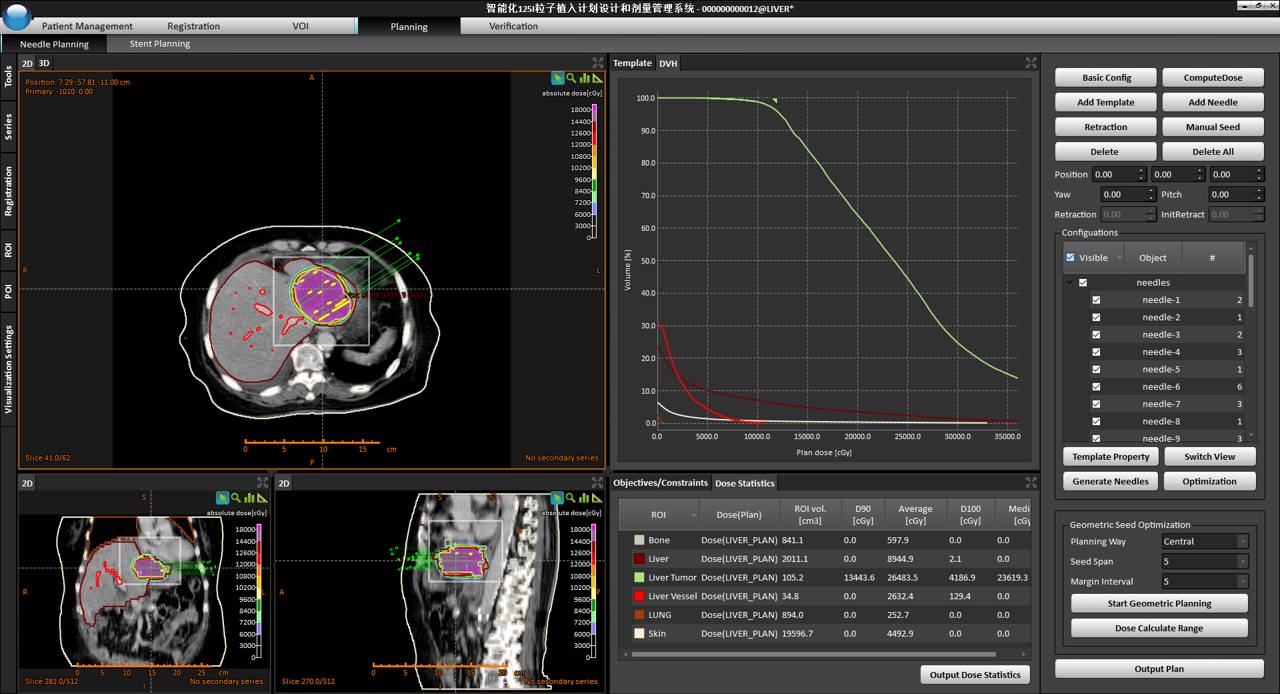 智能化125I粒子植入计划设计和剂量管理系统 - 000000000012@LIVER*
Patient Management Registration VOI Planning Verification
Needle Planning Stent Planning
Tools
Series
Registration
ROI
POI
Visualization Settings
2D 3D
Position: 7.29 -57.81 -11.00 cm
Primary: -1010 0.00
A
absolute dose[cGy]
18000
14400
13200
12600
10800
10200
9600
8400
7200
6000
3000
0
R
L
0 5 10 15 cm
P
Slice 41.0/62
No secondary series
2D
S
absolute dose[cGy]
18000
14400
13200
12600
10800
10200
9600
8400
7200
6000
3000
0
R
L
0 5 10 15 20 25 cm
I
Slice 281.0/512
No secondary series
2D
S
absolute dose[cGy]
18000
14400
13200
12600
10800
10200
9600
8400
7200
6000
3000
0
A
0 5 10 15 20 cm
I
Slice 270.0/512
No secondary series
Template DVH
Volume [%]
100.0
90.0
80.0
70.0
60.0
50.0
40.0
30.0
20.0
10.0
0.0
0.0 5000.0 10000.0 15000.0 20000.0 25000.0 30000.0 35000.0
Plan dose [cGy]
Objectives/Constraints Dose Statistics
ROI Dose(Plan) ROI vol. [cm3] D90 [cGy] Average [cGy] D100 [cGy] Medi [cGy
Bone Dose(LIVER_PLAN) 841.1 0.0 597.9 0.0 0.0
Liver Dose(LIVER_PLAN) 2011.1 0.0 8944.9 2.1 0.0
Liver Tumor Dose(LIVER_PLAN) 105.2 13443.6 26483.5 4186.9 23619.3
Liver Vessel Dose(LIVER_PLAN) 34.8 0.0 2632.4 129.4 0.0
LUNG Dose(LIVER_PLAN) 894.0 0.0 252.7 0.0 0.0
Skin Dose(LIVER_PLAN) 19596.7 0.0 4492.9 0.0 0.0
Output Dose Statistics
Basic Config ComputeDose
Add Template Add Needle
Retraction Manual Seed
Delete Delete All
Position 0.00 0.00 0.00
Yaw 0.00 Pitch 0.00
Retraction 0.00 InitRetract 0.00
Configuations
Visible Object #
needles
needle-1 2
needle-2 1
needle-3 2
needle-4 3
needle-5 1
needle-6 6
needle-7 3
needle-8 1
needle-9 3
Template Property Switch View
Generate Needles Optimization
Geometric Seed Optimization
Planning Way Central
Seed Span 5
Margin Interval 5
Start Geometric Planning
Dose Calculate Range
Output Plan